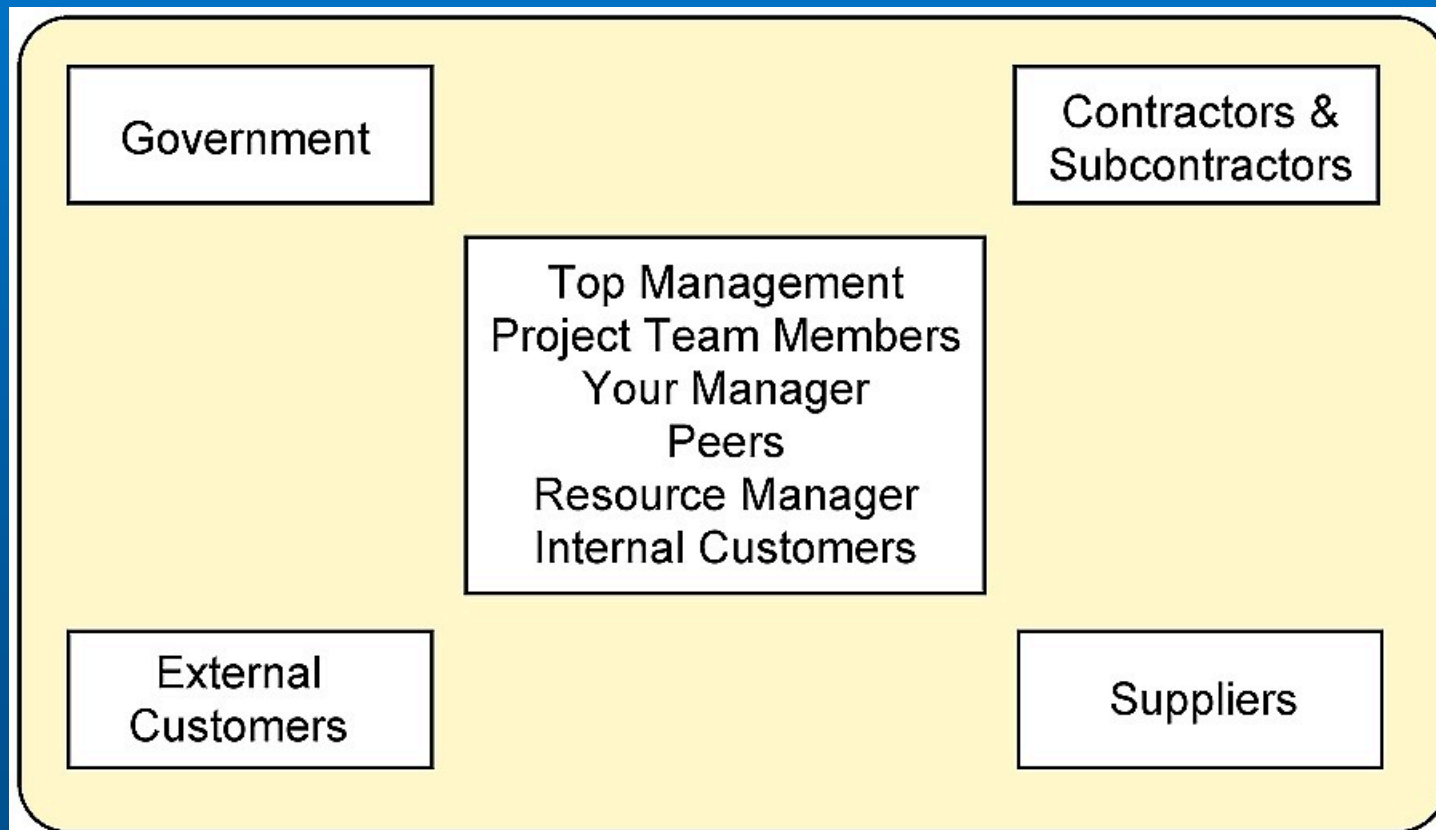 Government
Contractors &
Subcontractors
Top Management
Project Team Members
Your Manager
Peers
Resource Manager
Internal Customers
External
Customers
Suppliers